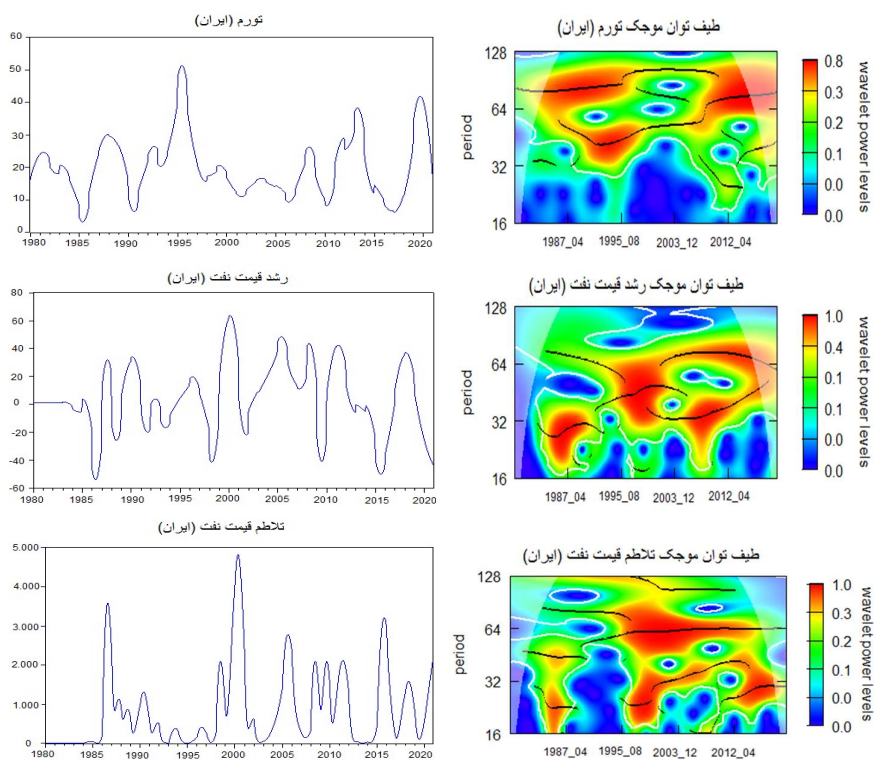 تورم (ایران)
60
50
40
30
20
10
0
1980 1985 1990 1995 2000 2005 2010 2015 2020
طیف توان موجک تورم (ایران)
period
128
64
32
16
1987_04 1995_08 2003_12 2012_04
0.8
0.4
0.2
0.1
0.0
0.0
wavelet power levels
رشد قیمت نفت (ایران)
80
60
40
20
0
-20
-40
-60
1980 1985 1990 1995 2000 2005 2010 2015 2020
طیف توان موجک رشد قیمت نفت (ایران)
period
128
64
32
16
1987_04 1995_08 2003_12 2012_04
1.0
0.4
0.1
0.1
0.0
0.0
wavelet power levels
تلاطم قیمت نفت (ایران)
5.000
4.000
3.000
2.000
1.000
0
1980 1985 1990 1995 2000 2005 2010 2015 2020
طیف توان موجک تلاطم قیمت نفت (ایران)
period
128
64
32
16
1987_04 1995_08 2003_12 2012_04
1.0
0.3
0.2
0.1
0.0
0.0
wavelet power levels